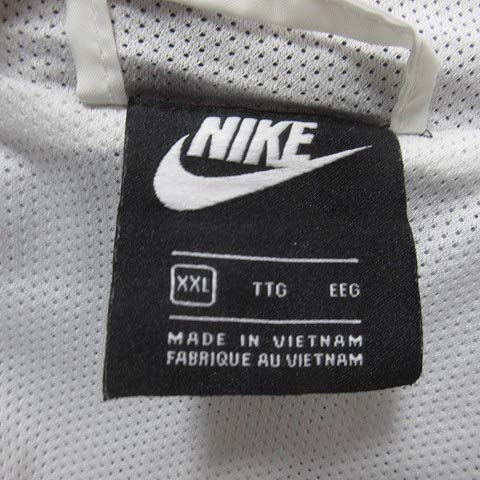 NIKE
XXL TTG EEG
MADE IN VIETNAM
FABRIQUE AU VIETNAM